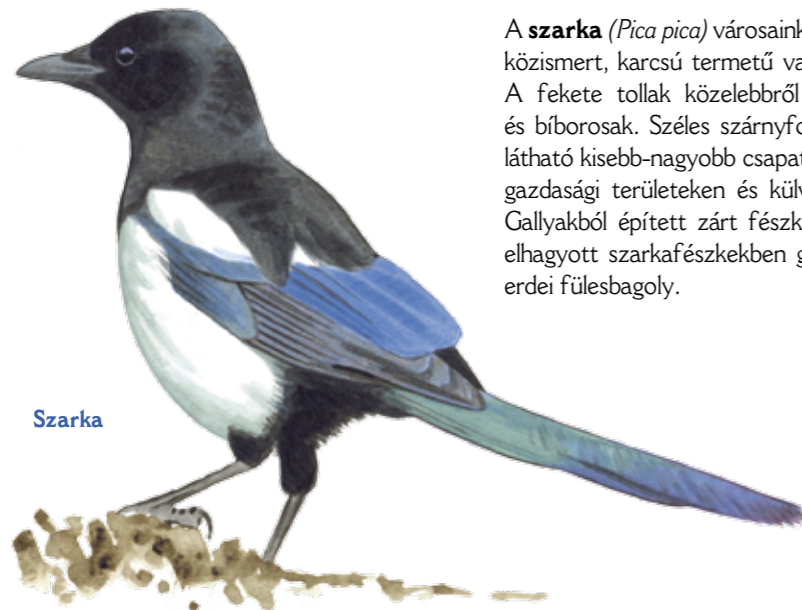 A szarka (Pica pica) városaink
közismert, karcsú termetű va
A fekete tollak közelebbről
és bíborosak. Széles szárnyfo
látható kisebb-nagyobb csapat
gazdasági területeken és külv
Gallyakból épített zárt fészk
elhagyott szarkafészkekben g
erdei fülesbagoly.
Szarka